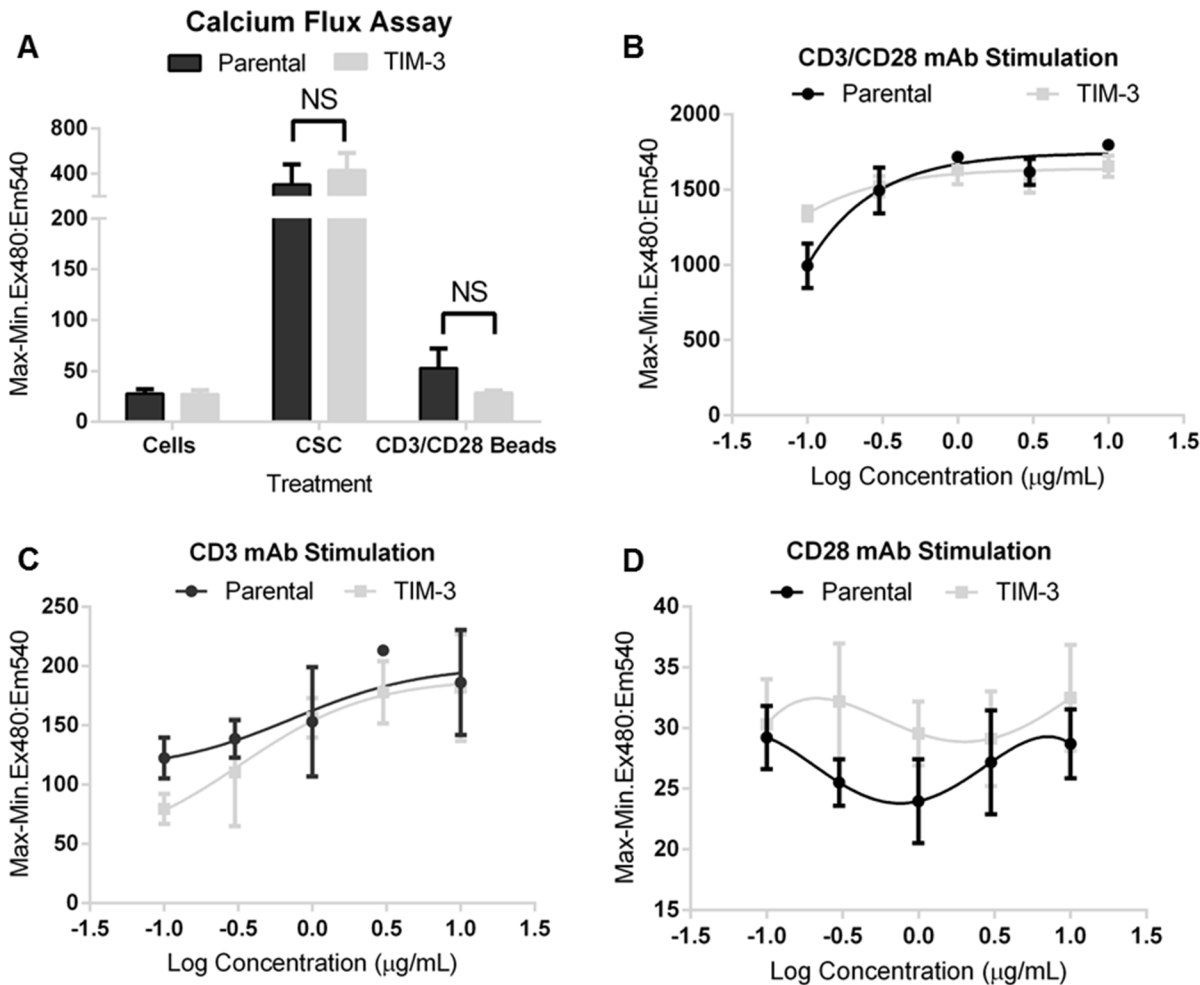 A
Calcium Flux Assay
Parental TIM-3
NS
NS
Max-Min.Ex480:Em540
800
400
200
150
100
50
0
Cells CSC CD3/CD28 Beads
Treatment
B
CD3/CD28 mAb Stimulation
Parental TIM-3
Max-Min.Ex480:Em540
2000
1500
1000
500
0
-1.5 -1.0 -0.5 0.0 0.5 1.0 1.5
Log Concentration (μg/mL)
C
CD3 mAb Stimulation
Parental TIM-3
Max-Min.Ex480:Em540
250
200
150
100
50
0
-1.5 -1.0 -0.5 0.0 0.5 1.0 1.5
Log Concentration (μg/mL)
D
CD28 mAb Stimulation
Parental TIM-3
Max-Min.Ex480:Em540
40
35
30
25
20
15
-1.5 -1.0 -0.5 0.0 0.5 1.0 1.5
Log Concentration (μg/mL)